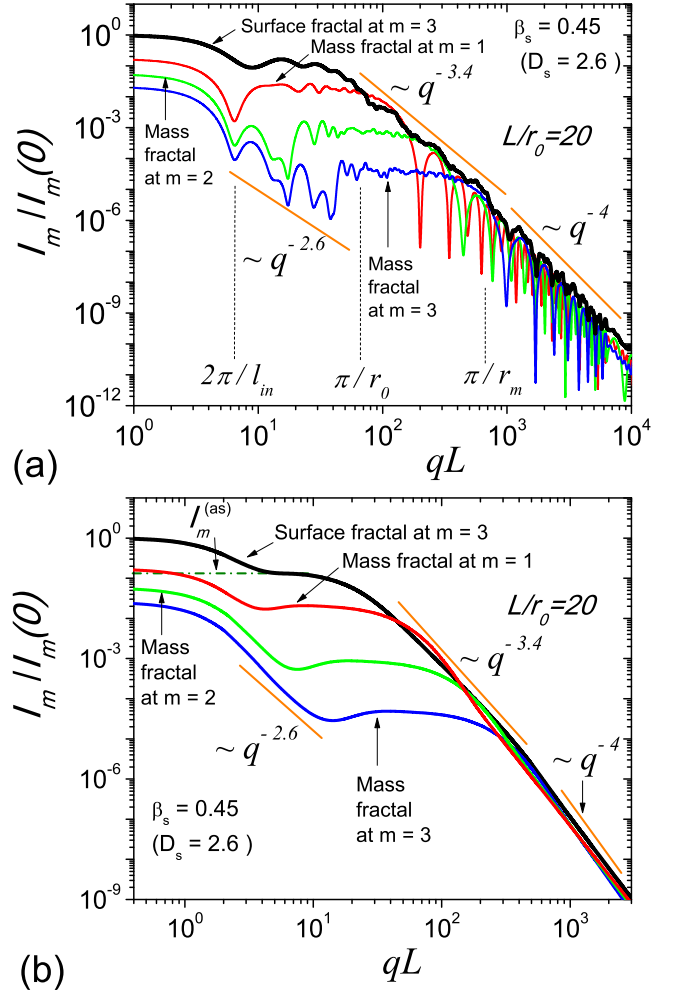 Surface fractal at m = 3
Mass fractal at m = 1
β_s = 0.45
(D_s = 2.6 )
~ q^-3.4
L/r_0=20
Mass
fractal
at m = 2
~ q^-4
~ q^-2.6
Mass
fractal
at m = 3
2π/l_in
π/r_0
π/r_m
I_m / I_m(0)
10^0
10^-3
10^-6
10^-9
10^-12
10^0 10^1 10^2 10^3 10^4
qL
(a)
I_m^(as)
Surface fractal at m = 3
Mass fractal at m = 1
L/r_0=20
~ q^-3.4
Mass
fractal
at m = 2
~ q^-2.6
~ q^-4
Mass
fractal
at m = 3
β_s = 0.45
(D_s = 2.6 )
I_m / I_m(0)
10^0
10^-3
10^-6
10^-9
10^0 10^1 10^2 10^3
qL
(b)